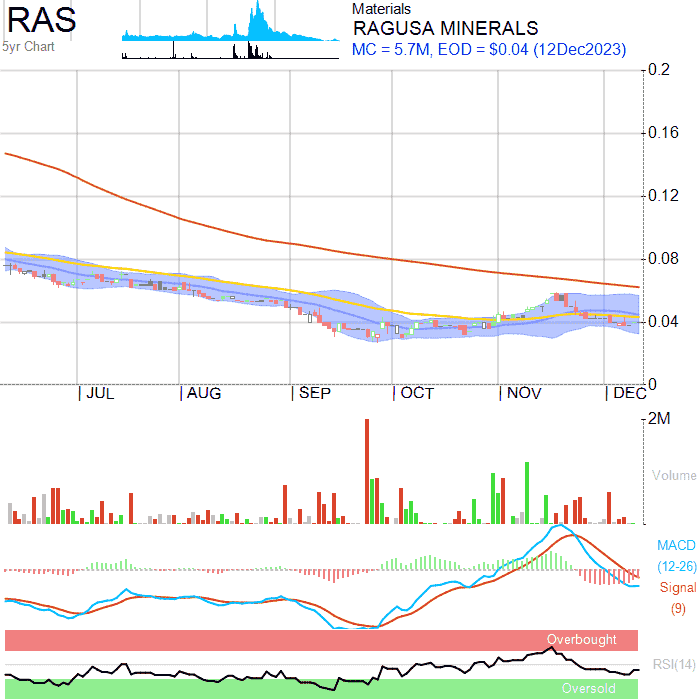 RAS
5yr Chart
Materials
RAGUSA MINERALS
MC = 5.7M, EOD = $0.04 (12Dec2023)
0.2
0.16
0.12
0.08
0.04
0
JUL
AUG
SEP
OCT
NOV
DEC
2M
Volume
MACD
(12-26)
Signal
(9)
Overbought
RSI(14)
Oversold